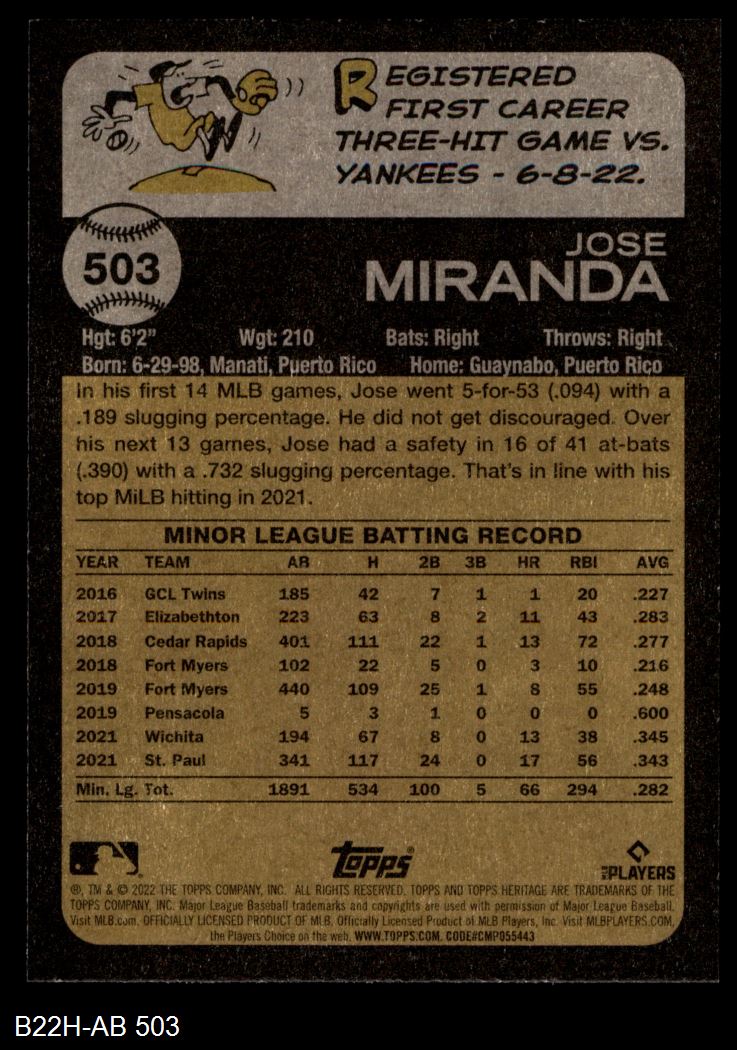 REGISTERED
FIRST CAREER
THREE-HIT GAME VS.
YANKEES - 6-8-22.
503
JOSE
MIRANDA
Hgt: 6'2" Wgt: 210 Bats: Right Throws: Right
Born: 6-29-98, Manati, Puerto Rico Home: Guaynabo, Puerto Rico
In his first 14 MLB games, Jose went 5-for-53 (.094) with a
.189 slugging percentage. He did not get discouraged. Over
his next 13 games, Jose had a safety in 16 of 41 at-bats
(.390) with a .732 slugging percentage. That's in line with his
top MiLB hitting in 2021.
MINOR LEAGUE BATTING RECORD
YEAR TEAM AB H 2B 3B HR RBI AVG
2016 GCL Twins 185 42 7 1 1 20 .227
2017 Elizabethton 223 63 8 2 11 43 .283
2018 Cedar Rapids 401 111 22 1 13 72 .277
2018 Fort Myers 102 22 5 0 3 10 .216
2019 Fort Myers 440 109 25 1 8 55 .248
2019 Pensacola 5 3 1 0 0 0 .600
2021 Wichita 194 67 8 0 13 38 .345
2021 St. Paul 341 117 24 0 17 56 .343
Min. Lg. Tot. 1891 534 100 5 66 294 .282
TOPPS
THE PLAYERS
®, TM & © 2022 THE TOPPS COMPANY, INC. ALL RIGHTS RESERVED. TOPPS AND TOPPS HERITAGE ARE TRADEMARKS OF THE
TOPPS COMPANY, INC. Major League Baseball trademarks and copyrights are used with permission of Major League Baseball.
Visit MLB.com. OFFICIALLY LICENSED PRODUCT OF MLB. Officially Licensed Product of MLB Players, Inc. Visit MLBPLAYERS.COM,
the Players Choice on the web. WWW.TOPPS.COM. CODE#CMP055443
B22H-AB 503